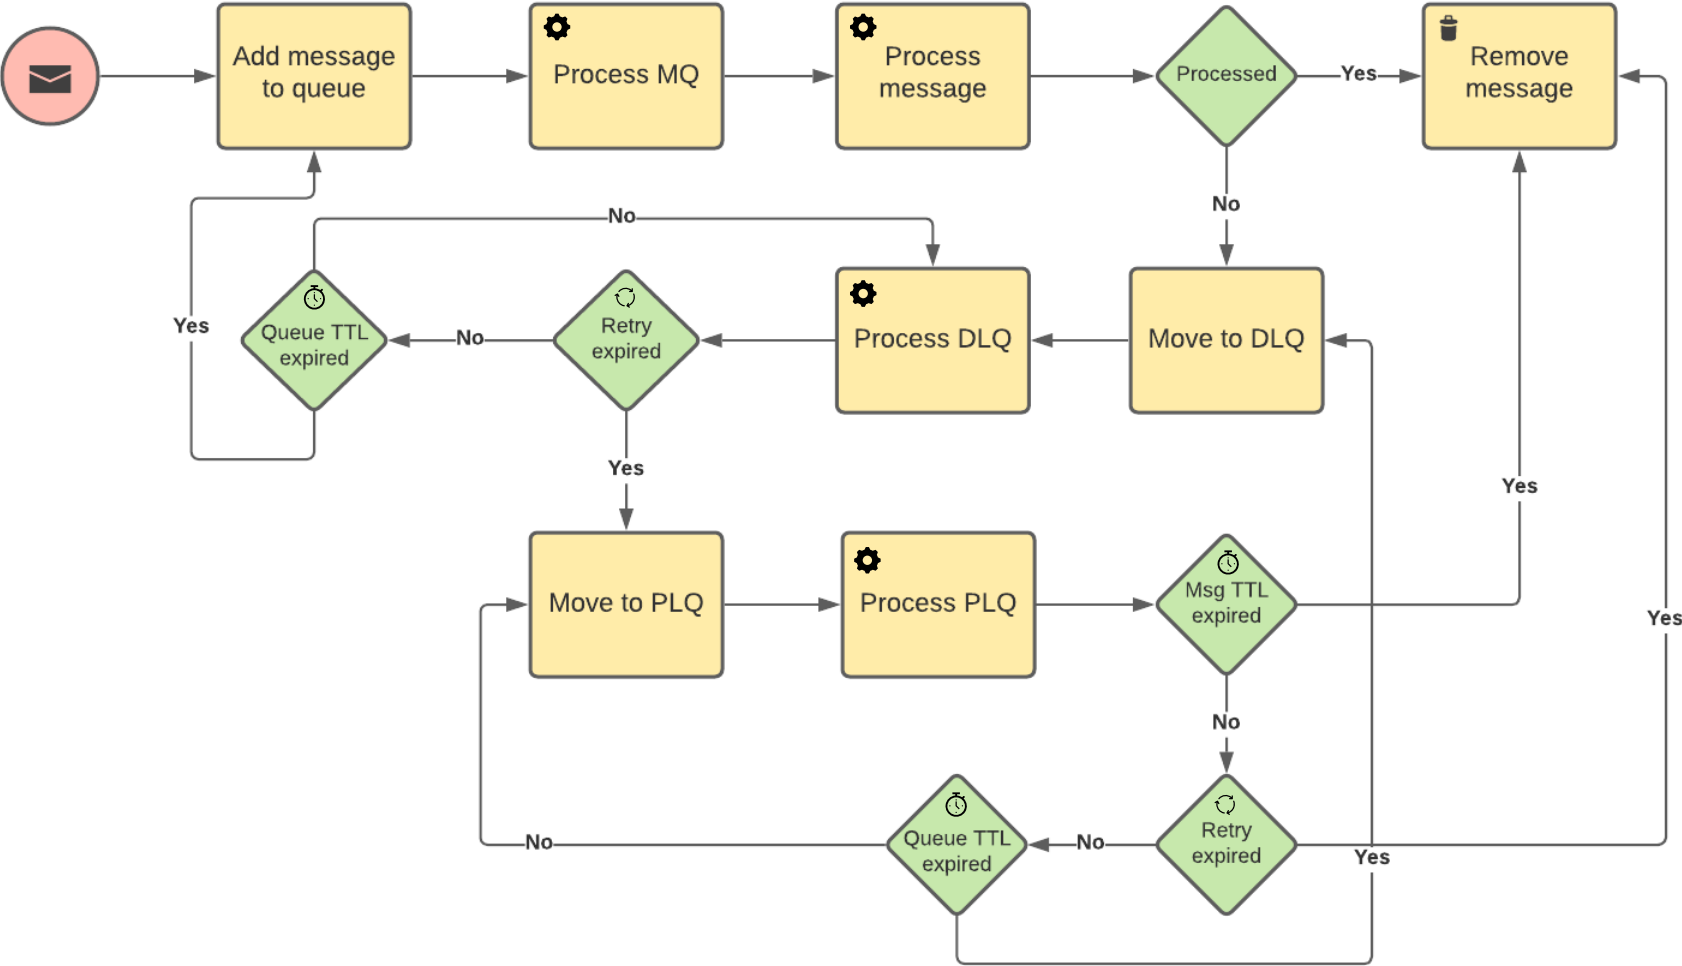 Add message
to queue
Process MQ
Process
message
Processed
Yes
Remove
message
No
No
Yes
Queue TTL
expired
No
Retry
expired
Process DLQ
Move to DLQ
Yes
Yes
Move to PLQ
Process PLQ
Msg TTL
expired
Yes
No
No
Queue TTL
expired
No
Retry
expired
Yes